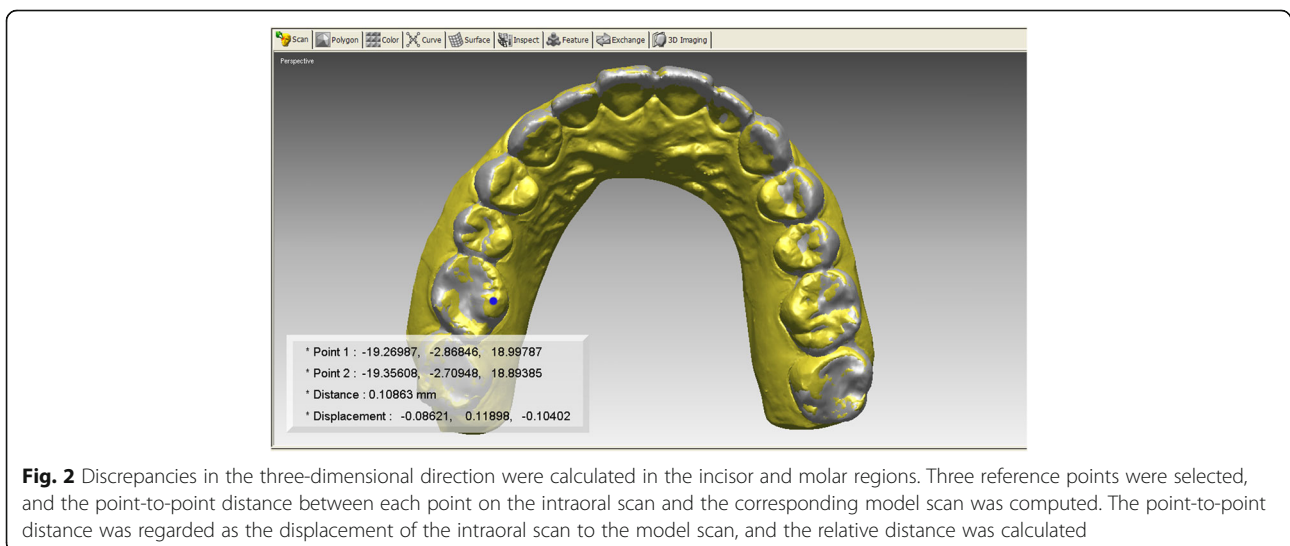 Scan Polygon Color Curve Surface Inspect Feature Exchange 3D Imaging
Perspective
* Point 1 : -19.26987, -2.86846, 18.99787
* Point 2 : -19.35608, -2.70948, 18.89385
* Distance : 0.10863 mm
* Displacement : -0.08621, 0.11898, -0.10402
Fig. 2 Discrepancies in the three-dimensional direction were calculated in the incisor and molar regions. Three reference points were selected,
and the point-to-point distance between each point on the intraoral scan and the corresponding model scan was computed. The point-to-point
distance was regarded as the displacement of the intraoral scan to the model scan, and the relative distance was calculated